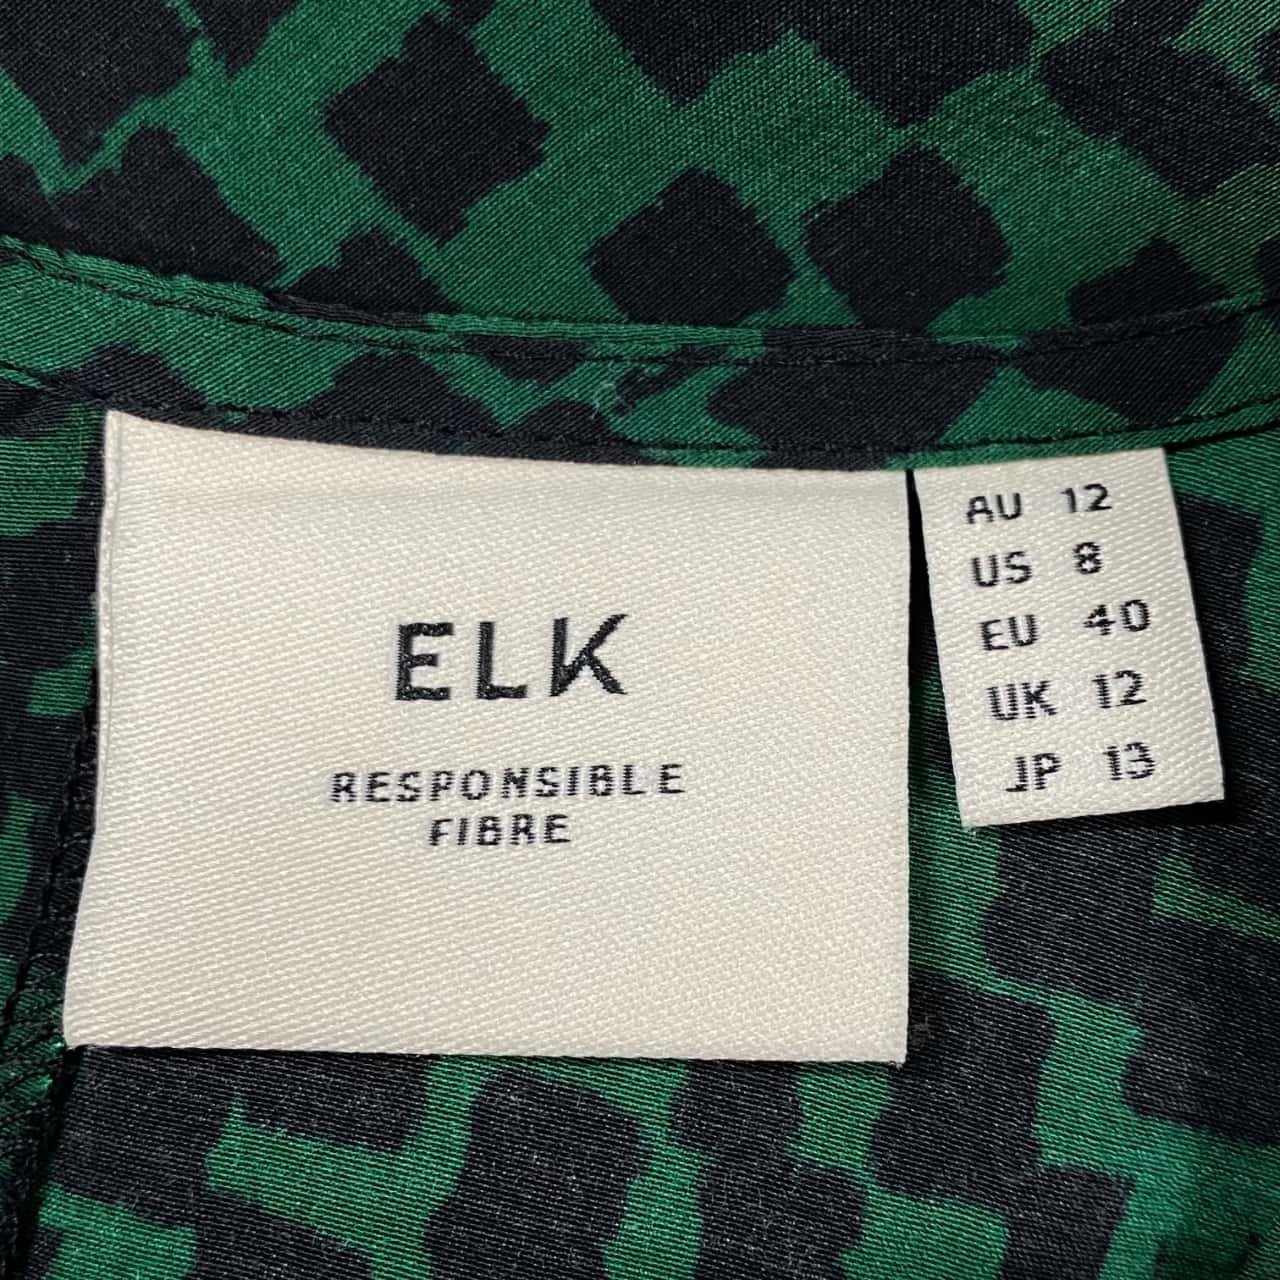 ELK
RESPONSIBLE
FIBRE
AU 12
US 8
EU 40
UK 12
JP 13